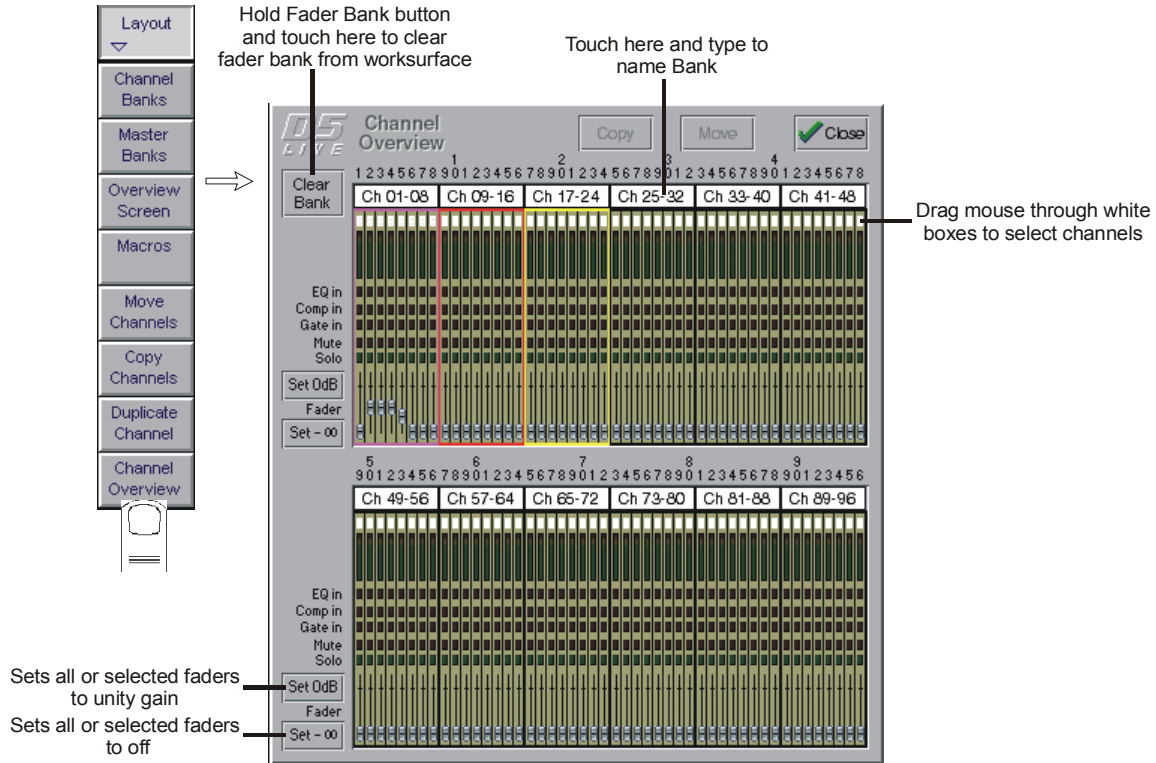 Layout
Channel
Banks
Master
Banks
Overview
Screen
Macros
Move
Channels
Copy
Channels
Duplicate
Channel
Channel
Overview
Hold Fader Bank button
and touch here to clear
fader bank from worksurface
Touch here and type to
name Bank
D5
LIVE
Channel
Overview
Copy
Move
Close
1 2 3 4
1 2 3 4 5 6 7 8 9 0 1 2 3 4 5 6 7 8 9 0 1 2 3 4 5 6 7 8 9 0 1 2 3 4 5 6 7 8 9 0 1 2 3 4 5 6 7 8
Clear
Bank
Ch 01-08 Ch 09-16 Ch 17-24 Ch 25-32 Ch 33-40 Ch 41-48
Drag mouse through white
boxes to select channels
EQ in
Comp in
Gate in
Mute
Solo
Set 0dB
Fader
Set - ∞
5 6 7 8 9
9 0 1 2 3 4 5 6 7 8 9 0 1 2 3 4 5 6 7 8 9 0 1 2 3 4 5 6 7 8 9 0 1 2 3 4 5 6 7 8 9 0 1 2 3 4 5 6
Ch 49-56 Ch 57-64 Ch 65-72 Ch 73-80 Ch 81-88 Ch 89-96
EQ in
Comp in
Gate in
Mute
Solo
Set 0dB
Fader
Set - ∞
Sets all or selected faders
to unity gain
Sets all or selected faders
to off